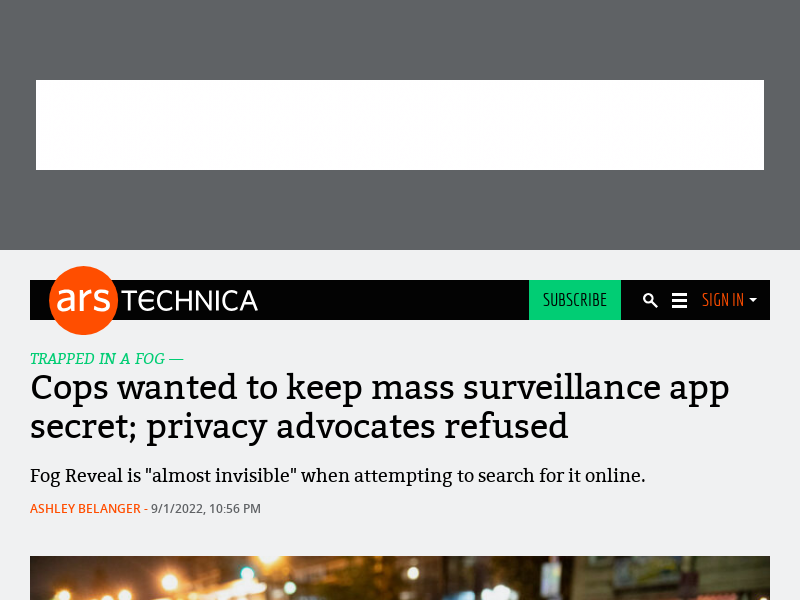 ars TECHNICA
SUBSCRIBE
SIGN IN
TRAPPED IN A FOG —
Cops wanted to keep mass surveillance app
secret; privacy advocates refused
Fog Reveal is "almost invisible" when attempting to search for it online.
ASHLEY BELANGER - 9/1/2022, 10:56 PM